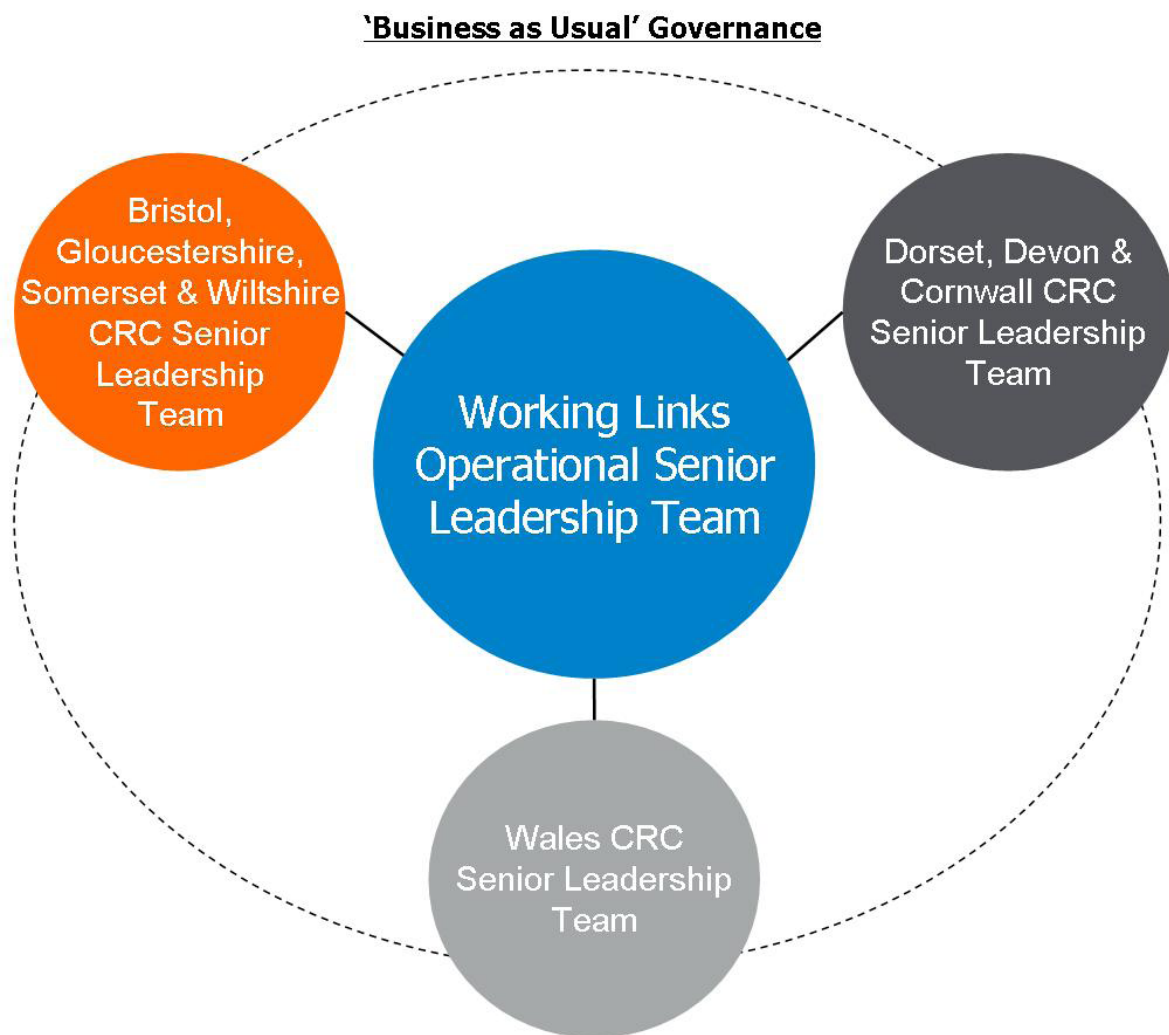 ‘Business as Usual’ Governance
Bristol,
Gloucestershire,
Somerset & Wiltshire
CRC Senior
Leadership
Team
Dorset, Devon &
Cornwall CRC
Senior Leadership
Team
Working Links
Operational Senior
Leadership Team
Wales CRC
Senior Leadership
Team